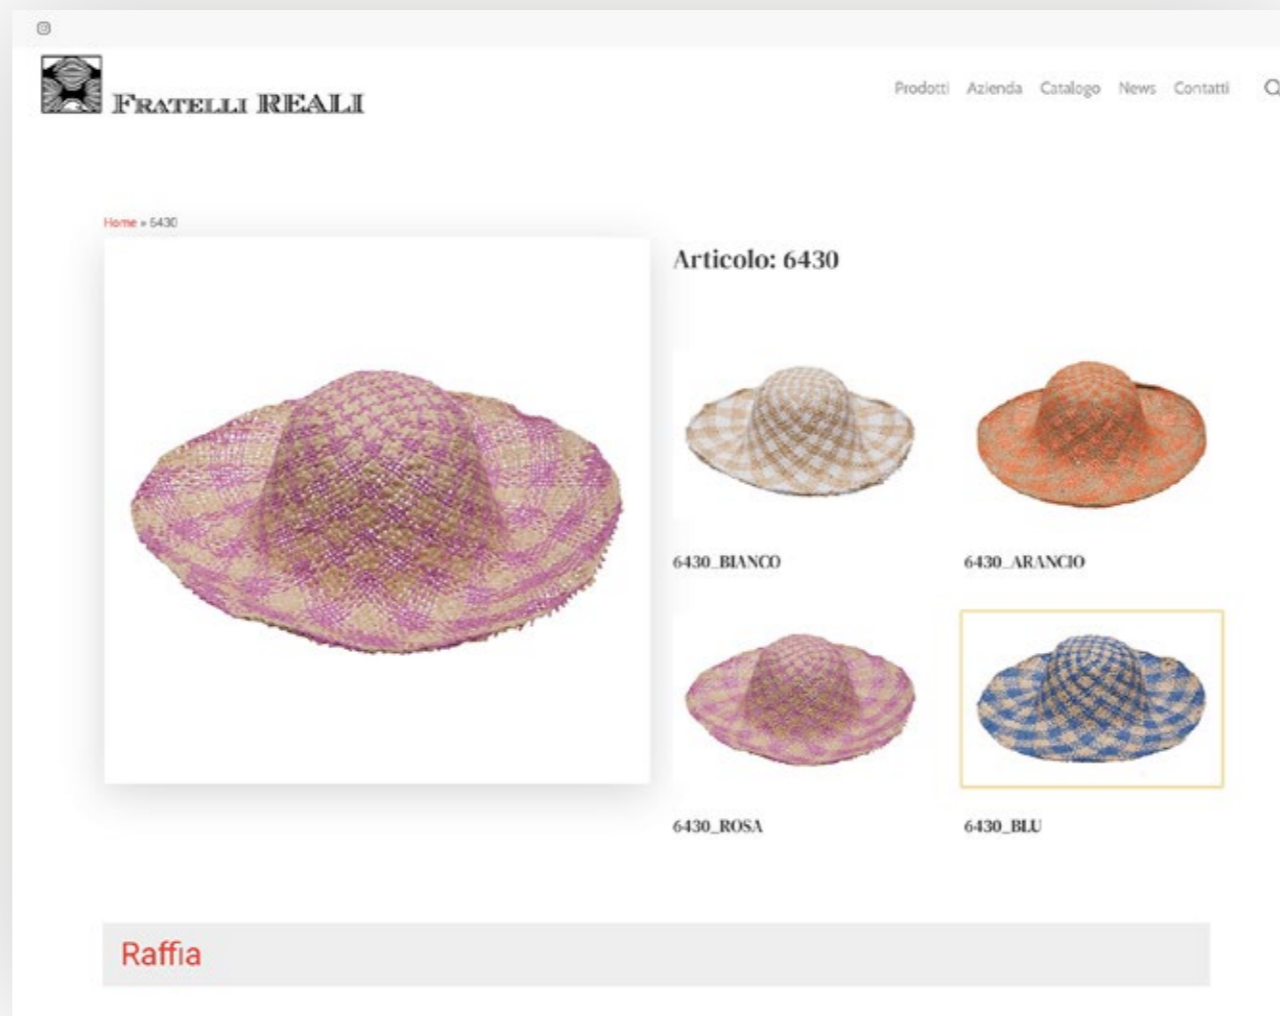 FRATELLI REALI
Prodotti Azienda Catalogo News Contatti
Home » 6430
Articolo: 6430
6430_BIANCO
6430_ARANCIO
6430_ROSA
6430_BLU
Raffia